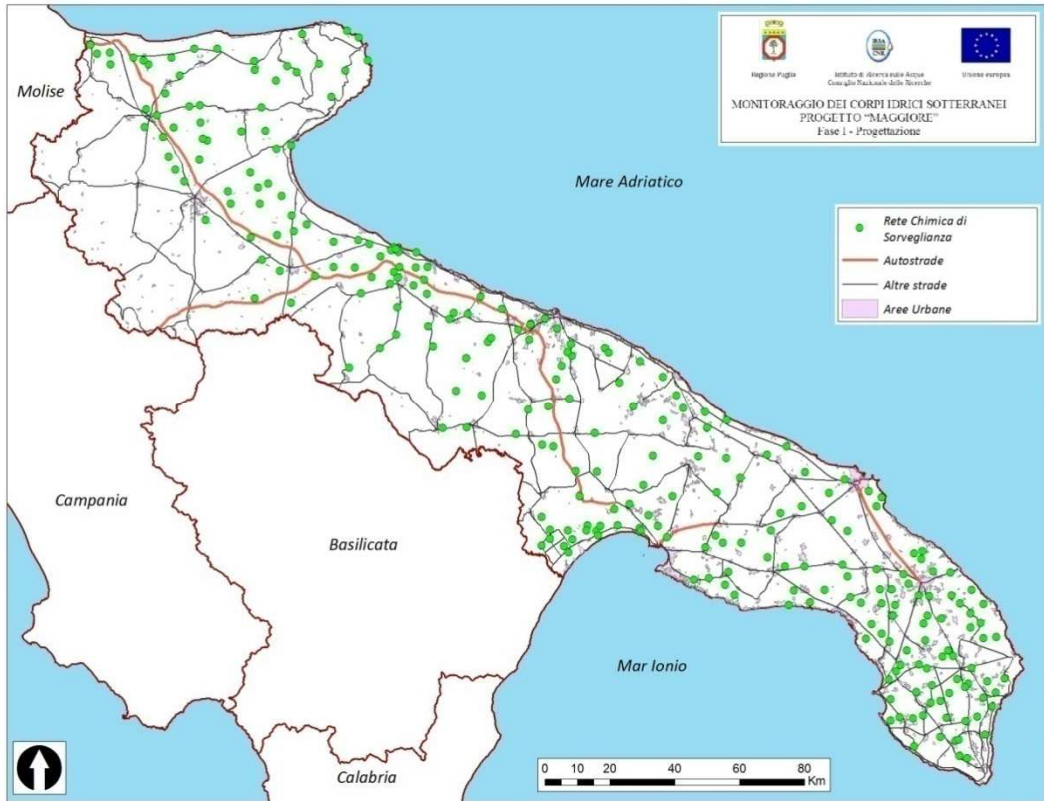 Regione Puglia
Istituto di Ricerca sulle Acque
Consiglio Nazionale delle Ricerche
Unione europea
MONITORAGGIO DEI CORPI IDRICI SOTTERRANEI
PROGETTO “MAGGIORE”
Fase I - Progettazione
Molise
Mare Adriatico
Rete Chimica di
Sorveglianza
Autostrade
Altre strade
Aree Urbane
Campania
Basilicata
Mar Ionio
Calabria
0 10 20 40 60 80
Km